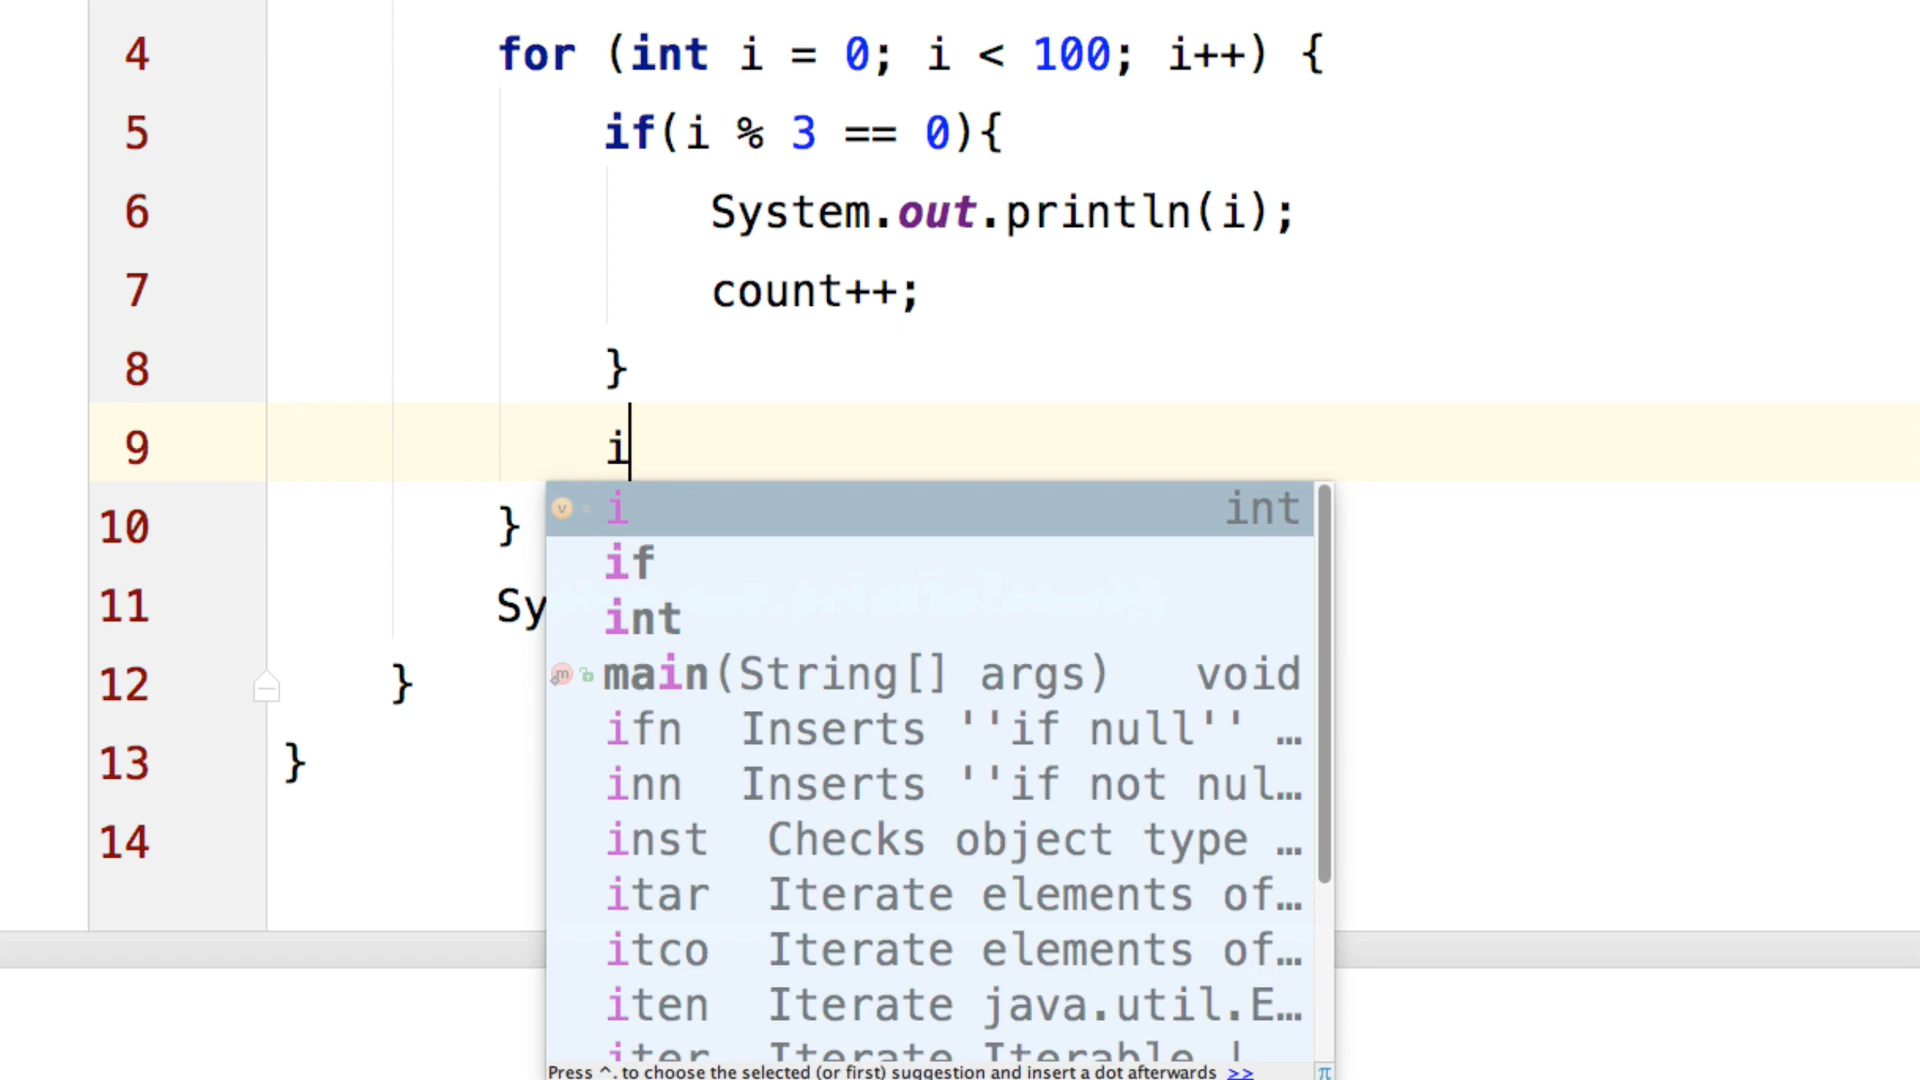 4 for (int i = 0; i < 100; i++) {
5 if(i % 3 == 0){
6 System.out.println(i);
7 count++;
8 }
9 i
10 }
11 Sy
12 }
13 }
14
i int
if
int
main(String[] args) void
ifn Inserts ''if null'' …
inn Inserts ''if not nul…
inst Checks object type …
itar Iterate elements of…
itco Iterate elements of…
iten Iterate java.util.E…
iter Iterate Iterable
Press ^. to choose the selected (or first) suggestion and insert a dot afterwards >> π